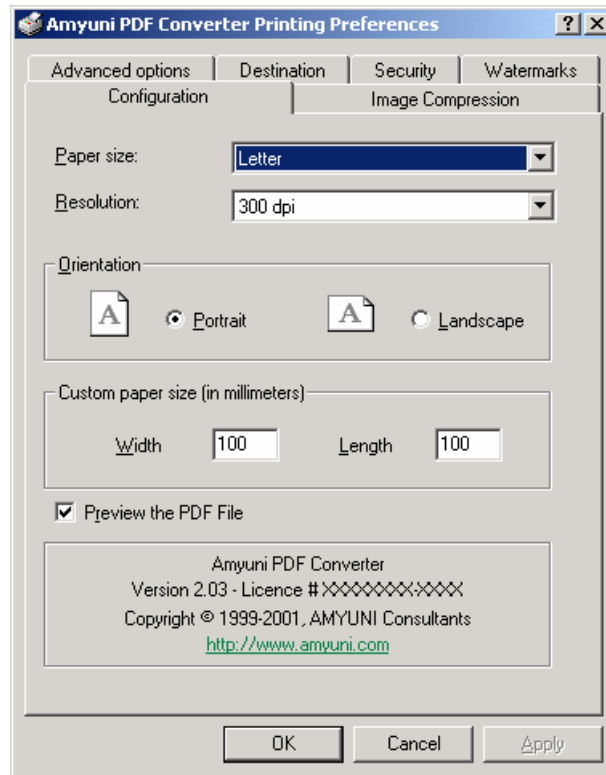 Amyuni PDF Converter Printing Preferences
Advanced options Destination Security Watermarks
Configuration Image Compression
Paper size: Letter
Resolution: 300 dpi
Orientation
A Portrait A Landscape
Custom paper size (in millimeters)
Width 100 Length 100
Preview the PDF File
Amyuni PDF Converter
Version 2.03 - Licence # XXXXXXXX-XXXX
Copyright © 1999-2001, AMYUNI Consultants
http://www.amyuni.com
OK Cancel Apply